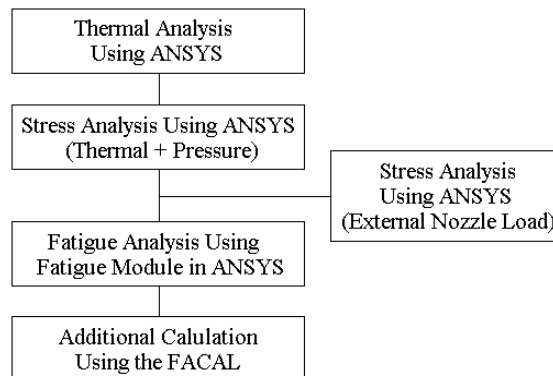 Thermal Analysis
Using ANSYS
Stress Analysis Using ANSYS
(Thermal + Pressure)
Stress Analysis
Using ANSYS
(External Nozzle Load)
Fatigue Analysis Using
Fatigue Module in ANSYS
Additional Calulation
Using the FACAL